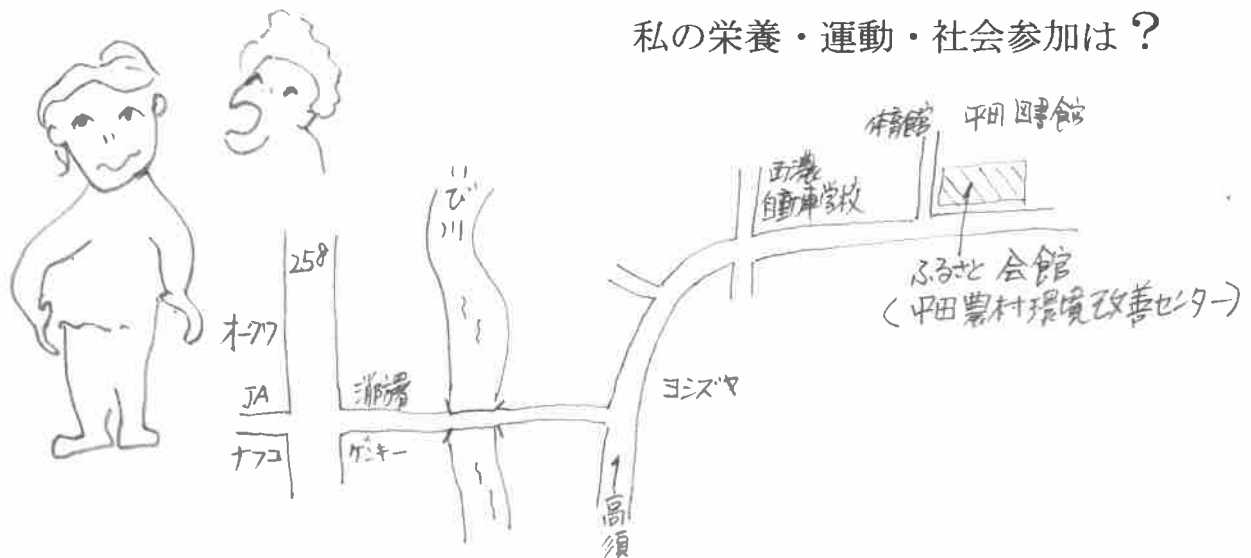 私の栄養・運動・社会参加は？
体育館
平田図書館
西濃
自動車学校
いび川
258
ふるさと会館
(平田農村環境改善センター)
オークワ
JA
消防署
ヨシズヤ
ナフコ
ゲンキー
↑高須